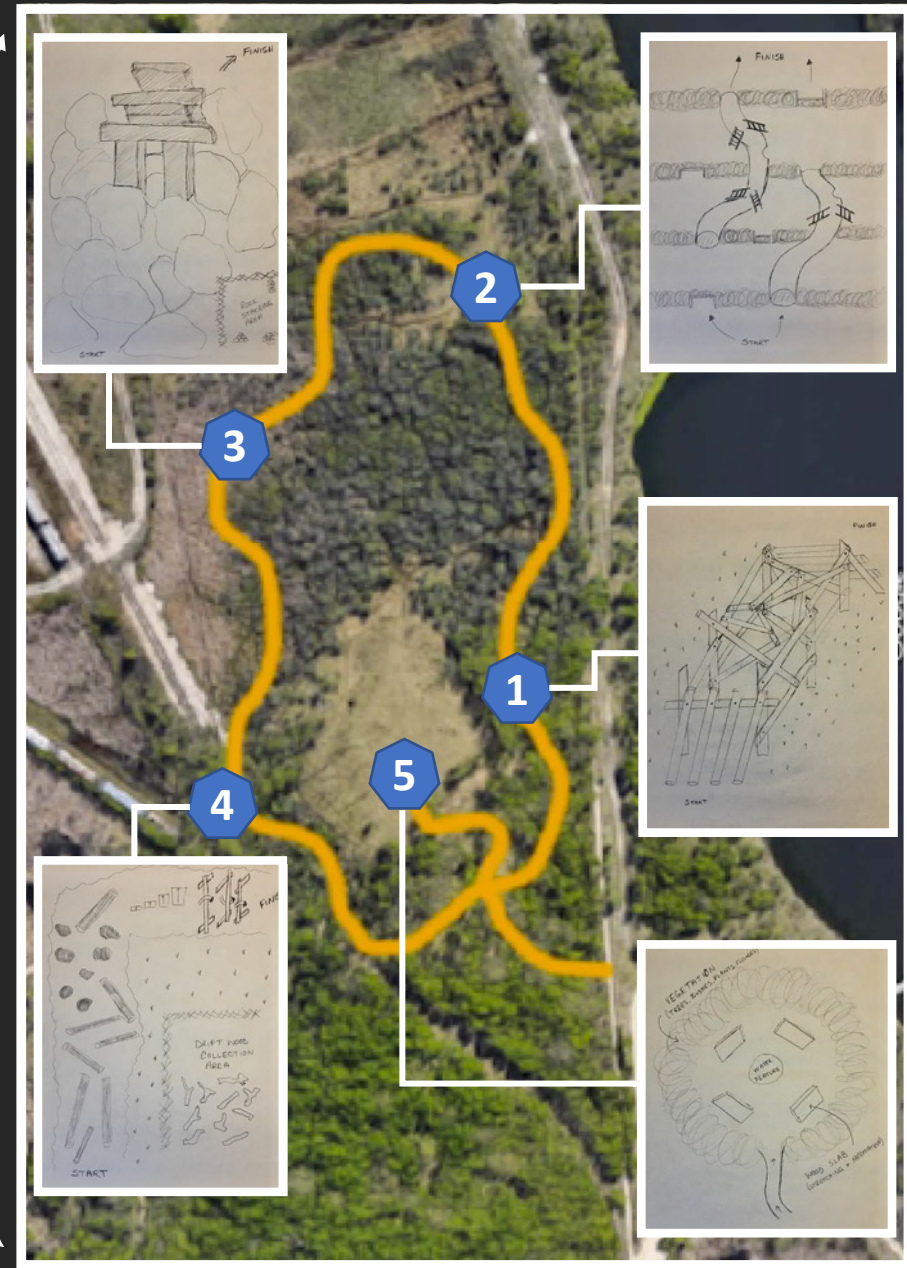 FINISH
ROCK
STACKING
AREA
START
FINISH
START
2
3
FINISH
START
1
5
4
DRIFT WOOD
COLLECTION
AREA
START
VEGETATION
(TREES, BUSHES, PLANTS, FLOWERS)
WATER
FEATURE
WOOD SLAB